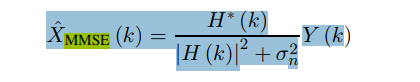 X̂_MMSE (k) = H* (k) / (|H (k)|² + σ_n²) Y (k)